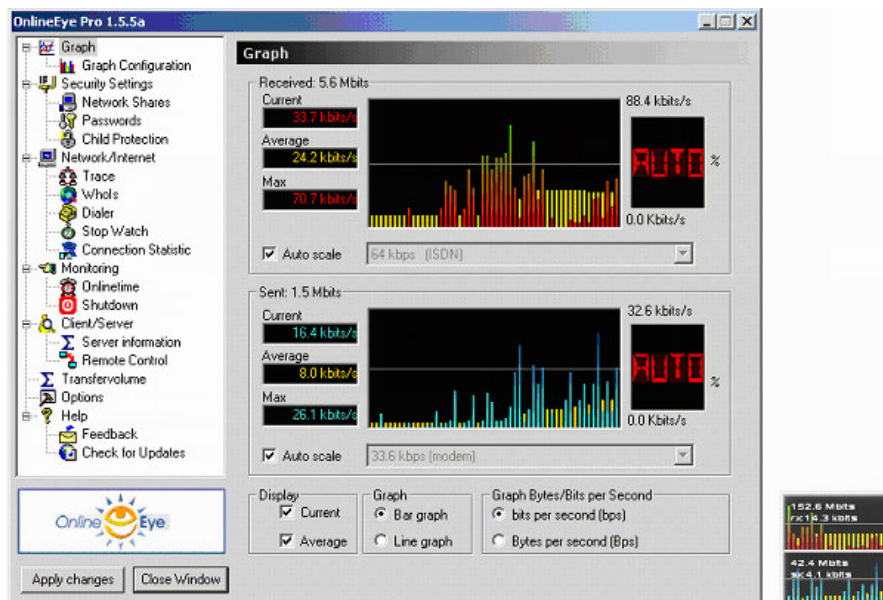 OnlineEye Pro 1.5.5a
Graph
Graph Configuration
Security Settings
Network Shares
Passwords
Child Protection
Network/Internet
Trace
WhoIs
Dialer
Stop Watch
Connection Statistic
Monitoring
Onlinetime
Shutdown
Client/Server
Server information
Remote Control
Transfervolume
Options
Help
Feedback
Check for Updates
Online Eye
Apply changes
Close Window
Graph
Received: 5.6 Mbits
Current
33.7 kbits/s
Average
24.2 kbits/s
Max
70.7 kbits/s
88.4 kbits/s
AUTO %
0.0 Kbits/s
Auto scale
64 kbps (ISDN)
Sent: 1.5 Mbits
Current
16.4 kbits/s
Average
8.0 kbits/s
Max
26.1 kbits/s
32.6 kbits/s
AUTO %
0.0 Kbits/s
Auto scale
33.6 kbps (modem)
Display
Current
Average
Graph
Bar graph
Line graph
Graph Bytes/Bits per Second
bits per second (bps)
Bytes per second (Bps)
152.6 Mbits
rx14.3 kbits
42.4 Mbits
sx4.1 kbits